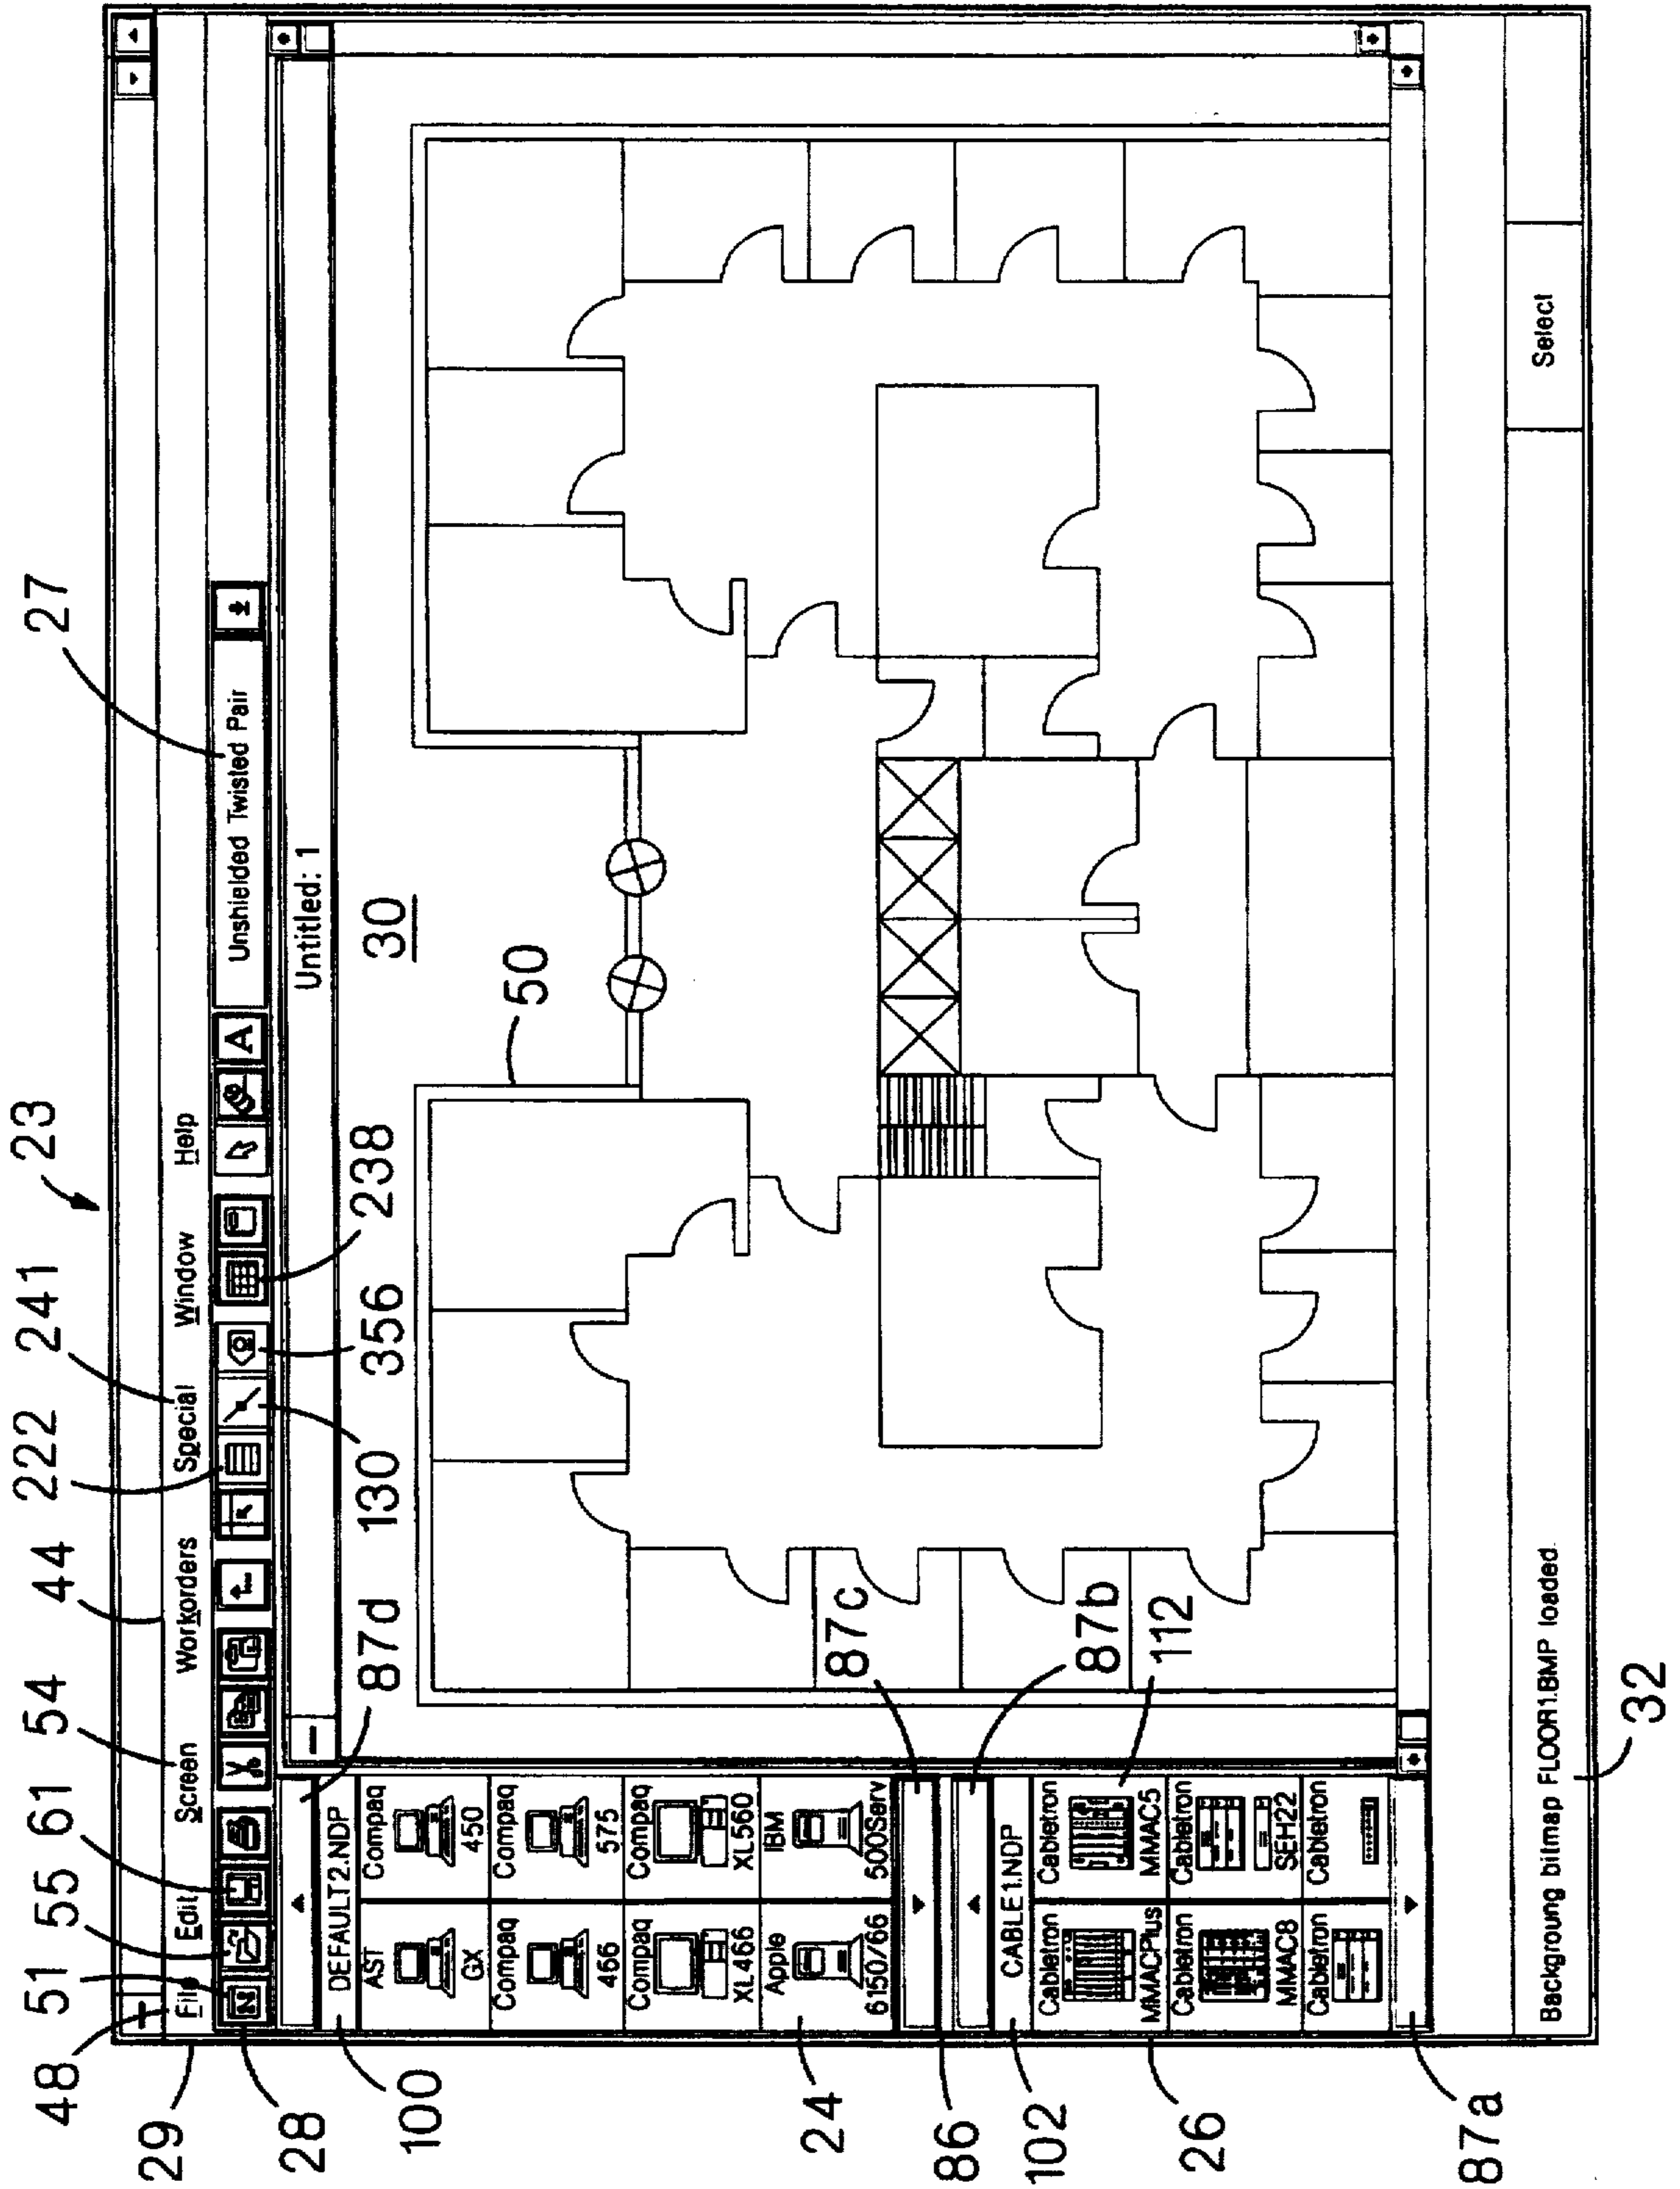 23
48
51
55
61
54
44
222
241
27
29
File Edit Screen Workorders Special Window Help
28
N
A
Unshielded Twisted Pair
Untitled: 1
100
87d
130
356
238
30
50
DEFAULT2.NDP
AST
GX
Compaq
450
Compaq
466
Compaq
575
Compaq
XL466
Compaq
XL560
24
Apple
6150/66
IBM
500Serv
86
87c
87b
102
CABLE1.NDP
26
Cabletron
MMACPlus
Cabletron
MMAC5
112
Cabletron
MMAC8
Cabletron
SEH22
Cabletron
Cabletron
87a
Backgroung bitmap FLOOR1.BMP loaded
Select
32